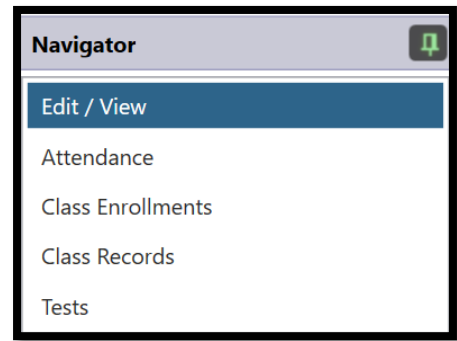 Navigator
Edit / View
Attendance
Class Enrollments
Class Records
Tests